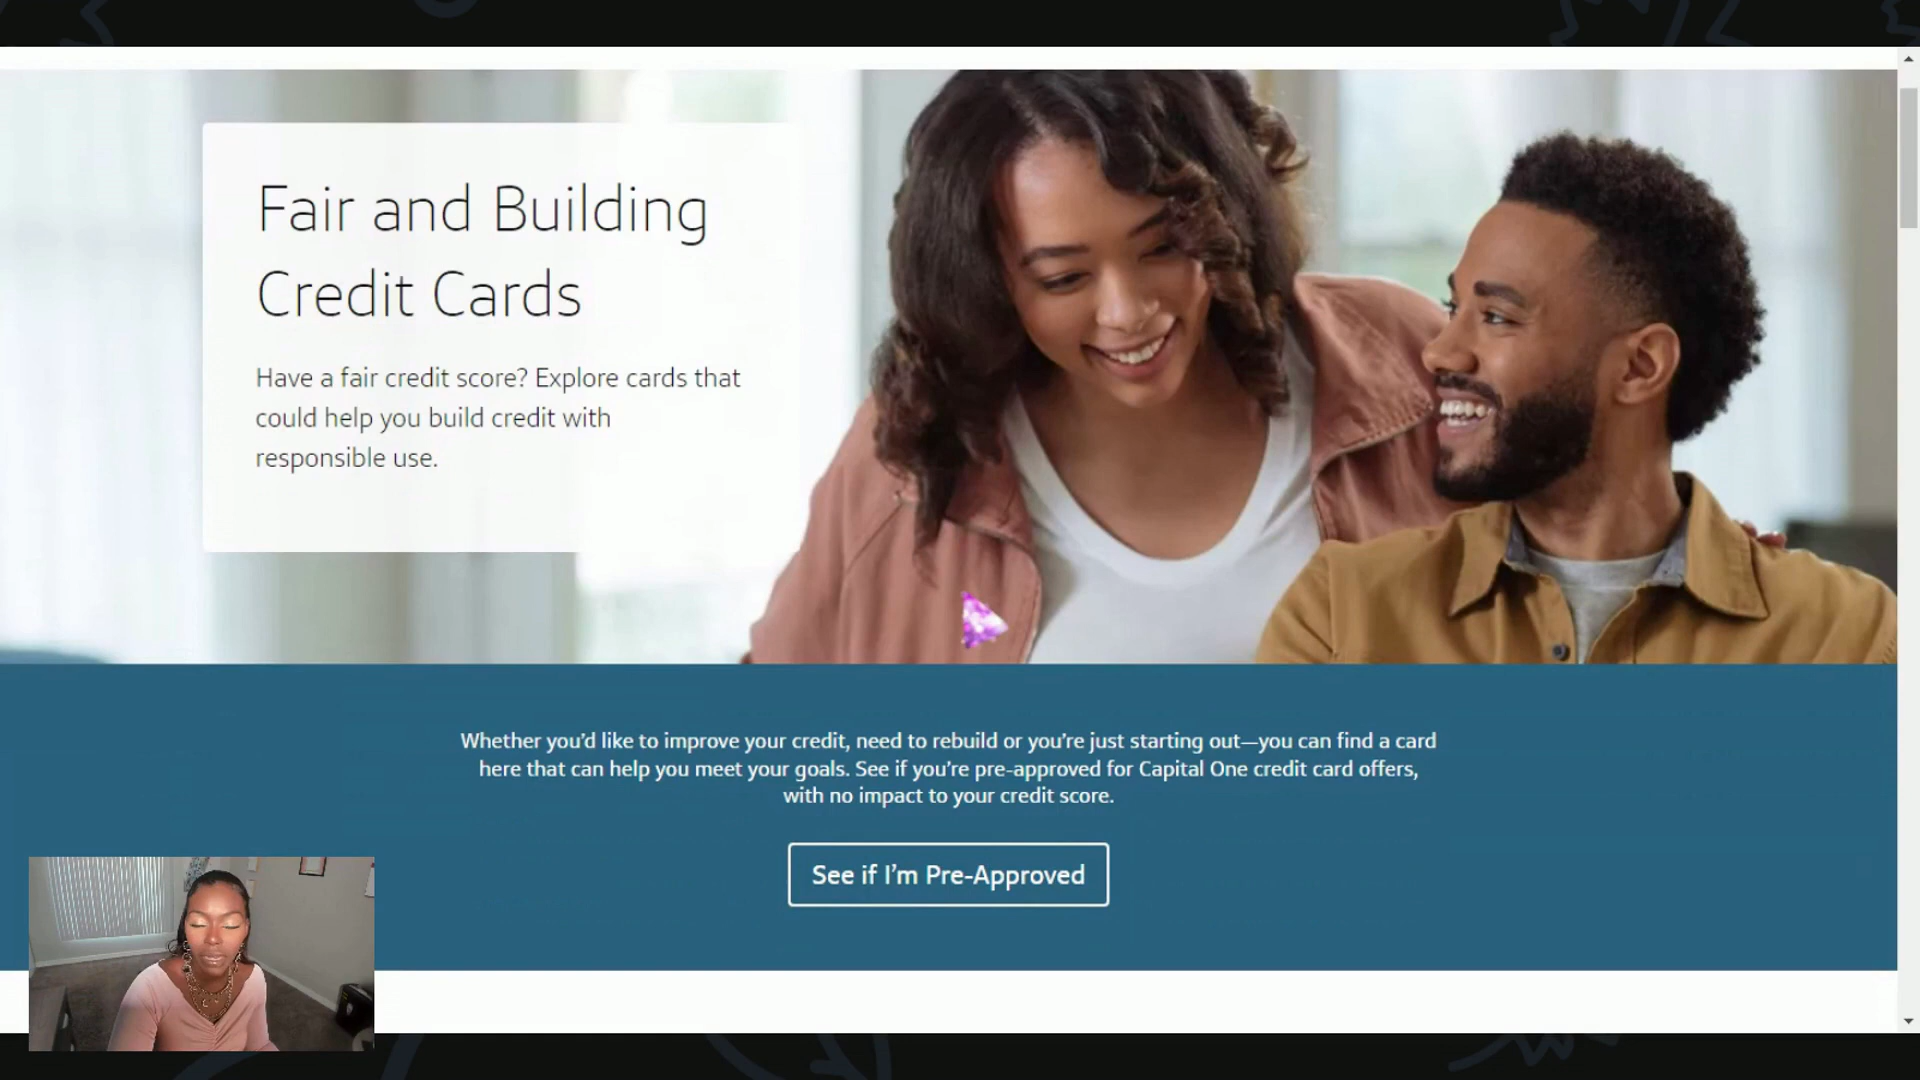 Fair and Building
Credit Cards
Have a fair credit score? Explore cards that
could help you build credit with
responsible use.
Whether you’d like to improve your credit, need to rebuild or you’re just starting out—you can find a card
here that can help you meet your goals. See if you’re pre-approved for Capital One credit card offers,
with no impact to your credit score.
See if I’m Pre-Approved